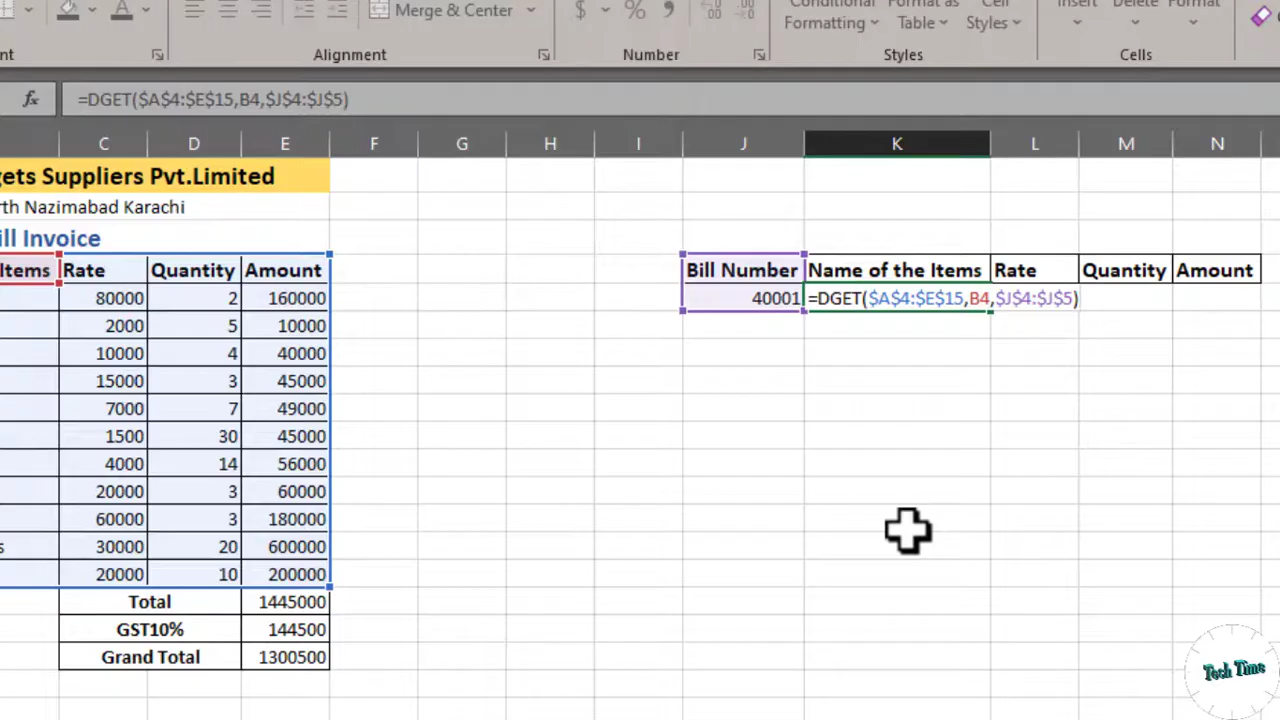 Merge & Center
$ % 9
Conditional Formatting
Format as Table
Cell Styles
Insert Delete Format
nt Alignment Number Styles Cells
fx =DGET($A$4:$E$15,B4,$J$4:$J$5)
C D E F G H I J K L M N
gets Suppliers Pvt.Limited
rth Nazimabad Karachi
ill Invoice
Items Rate Quantity Amount Bill Number Name of the Items Rate Quantity Amount
80000 2 160000 40001 =DGET($A$4:$E$15,B4,$J$4:$J$5)
2000 5 10000
10000 4 40000
15000 3 45000
7000 7 49000
1500 30 45000
4000 14 56000
20000 3 60000
60000 3 180000
s 30000 20 600000
20000 10 200000
Total 1445000
GST10% 144500
Grand Total 1300500
Tech Time